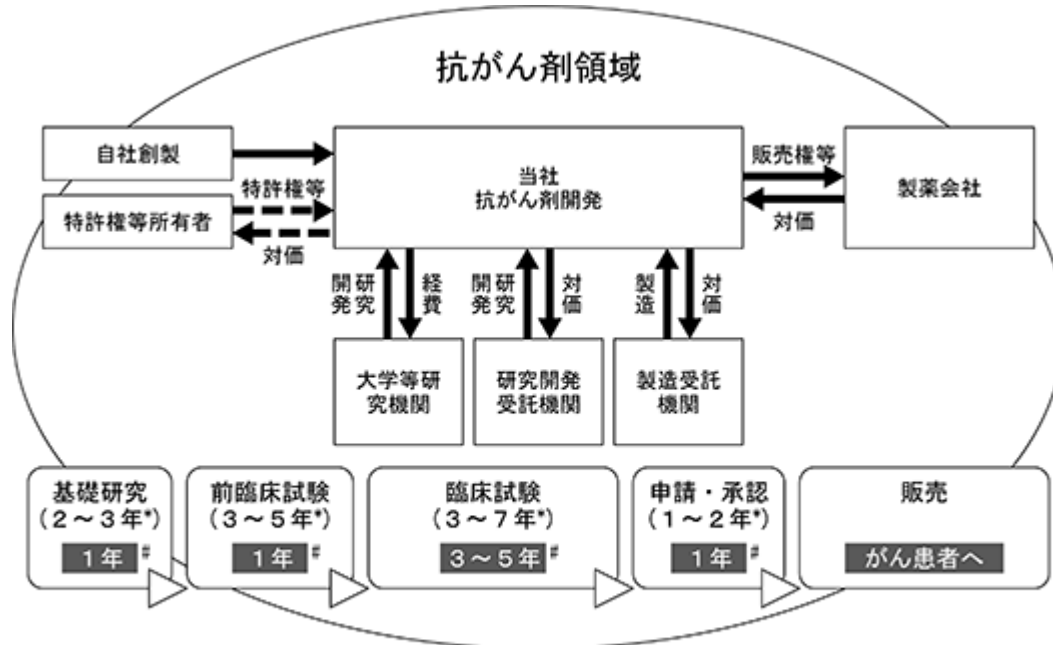 抗がん剤領域
自社創製
特許権等所有者
特許権等
対価
当社
抗がん剤開発
販売権等
対価
製薬会社
研究
開発
経費
研究
開発
対価
製造
対価
大学等研
究機関
研究開発
受託機関
製造受託
機関
基礎研究
(2~3年*)
1年#
前臨床試験
(3~5年*)
1年#
臨床試験
(3~7年*)
3~5年#
申請・承認
(1~2年*)
1年#
販売
がん患者へ